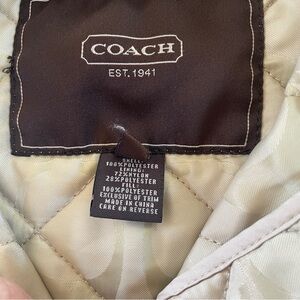 COACH
EST. 1941
SHELL:
100%POLYESTER
LINING:
72%NYLON
28%POLYESTER
FILL:
100%POLYESTER
EXCLUSIVE OF TRIM
MADE IN CHINA
CARE ON REVERSE